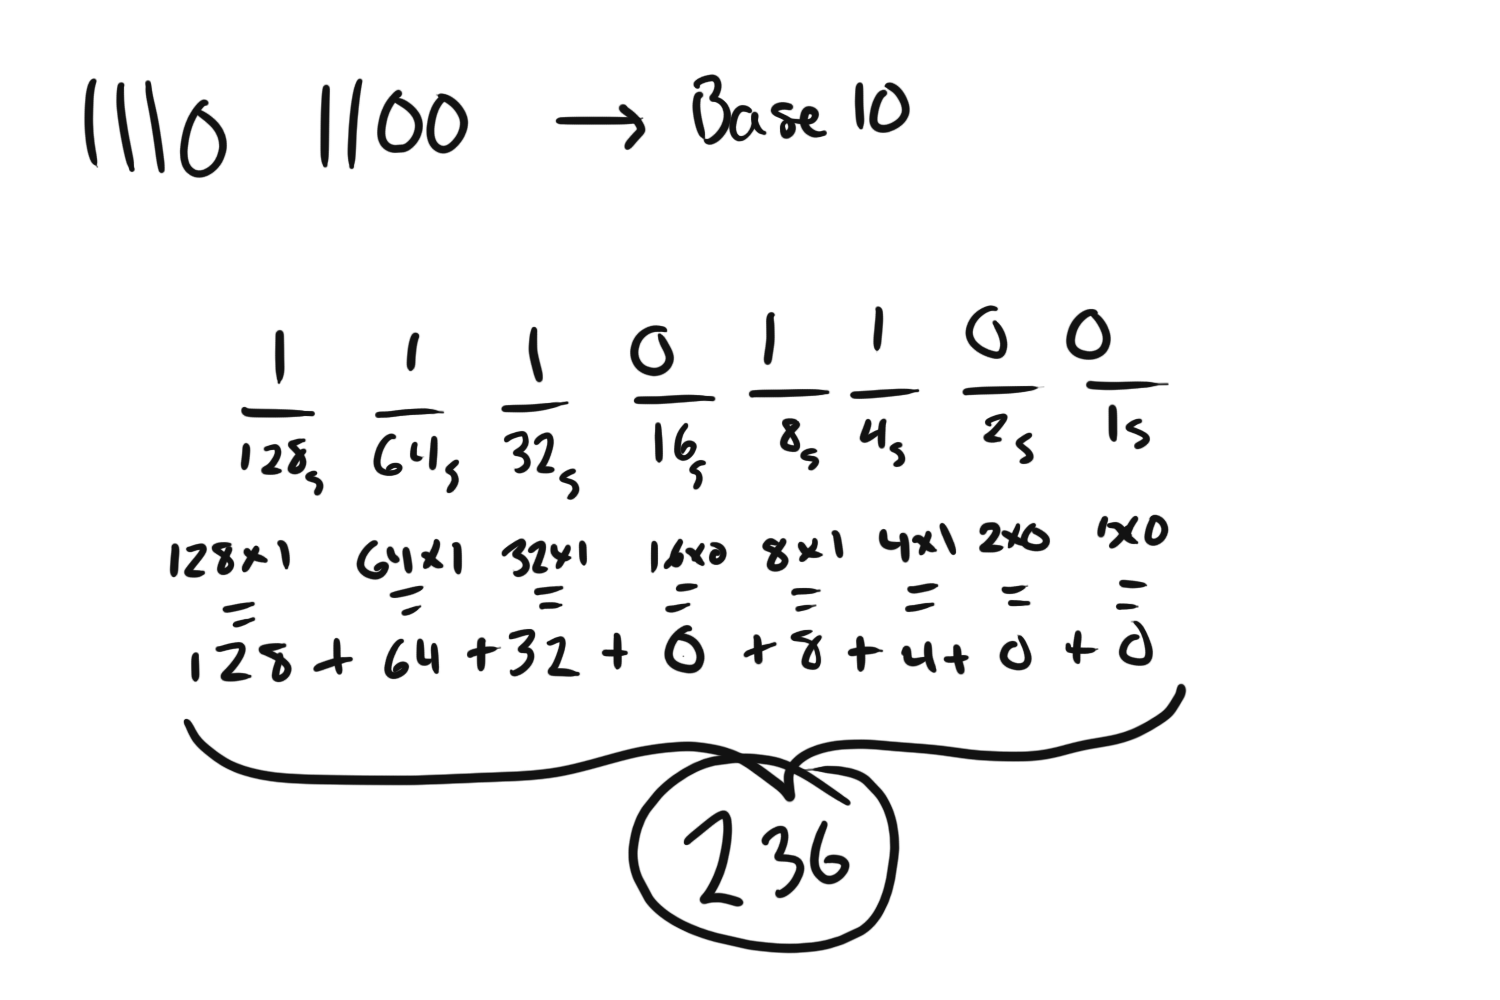 1110 1100 → Base 10
1 1 1 0 1 1 0 0
128s 64s 32s 16s 8s 4s 2s 1s
128x1 64x1 32x1 16x0 8x1 4x1 2x0 1x0
= = = = = = = =
128 + 64 + 32 + 0 + 8 + 4 + 0 + 0
236